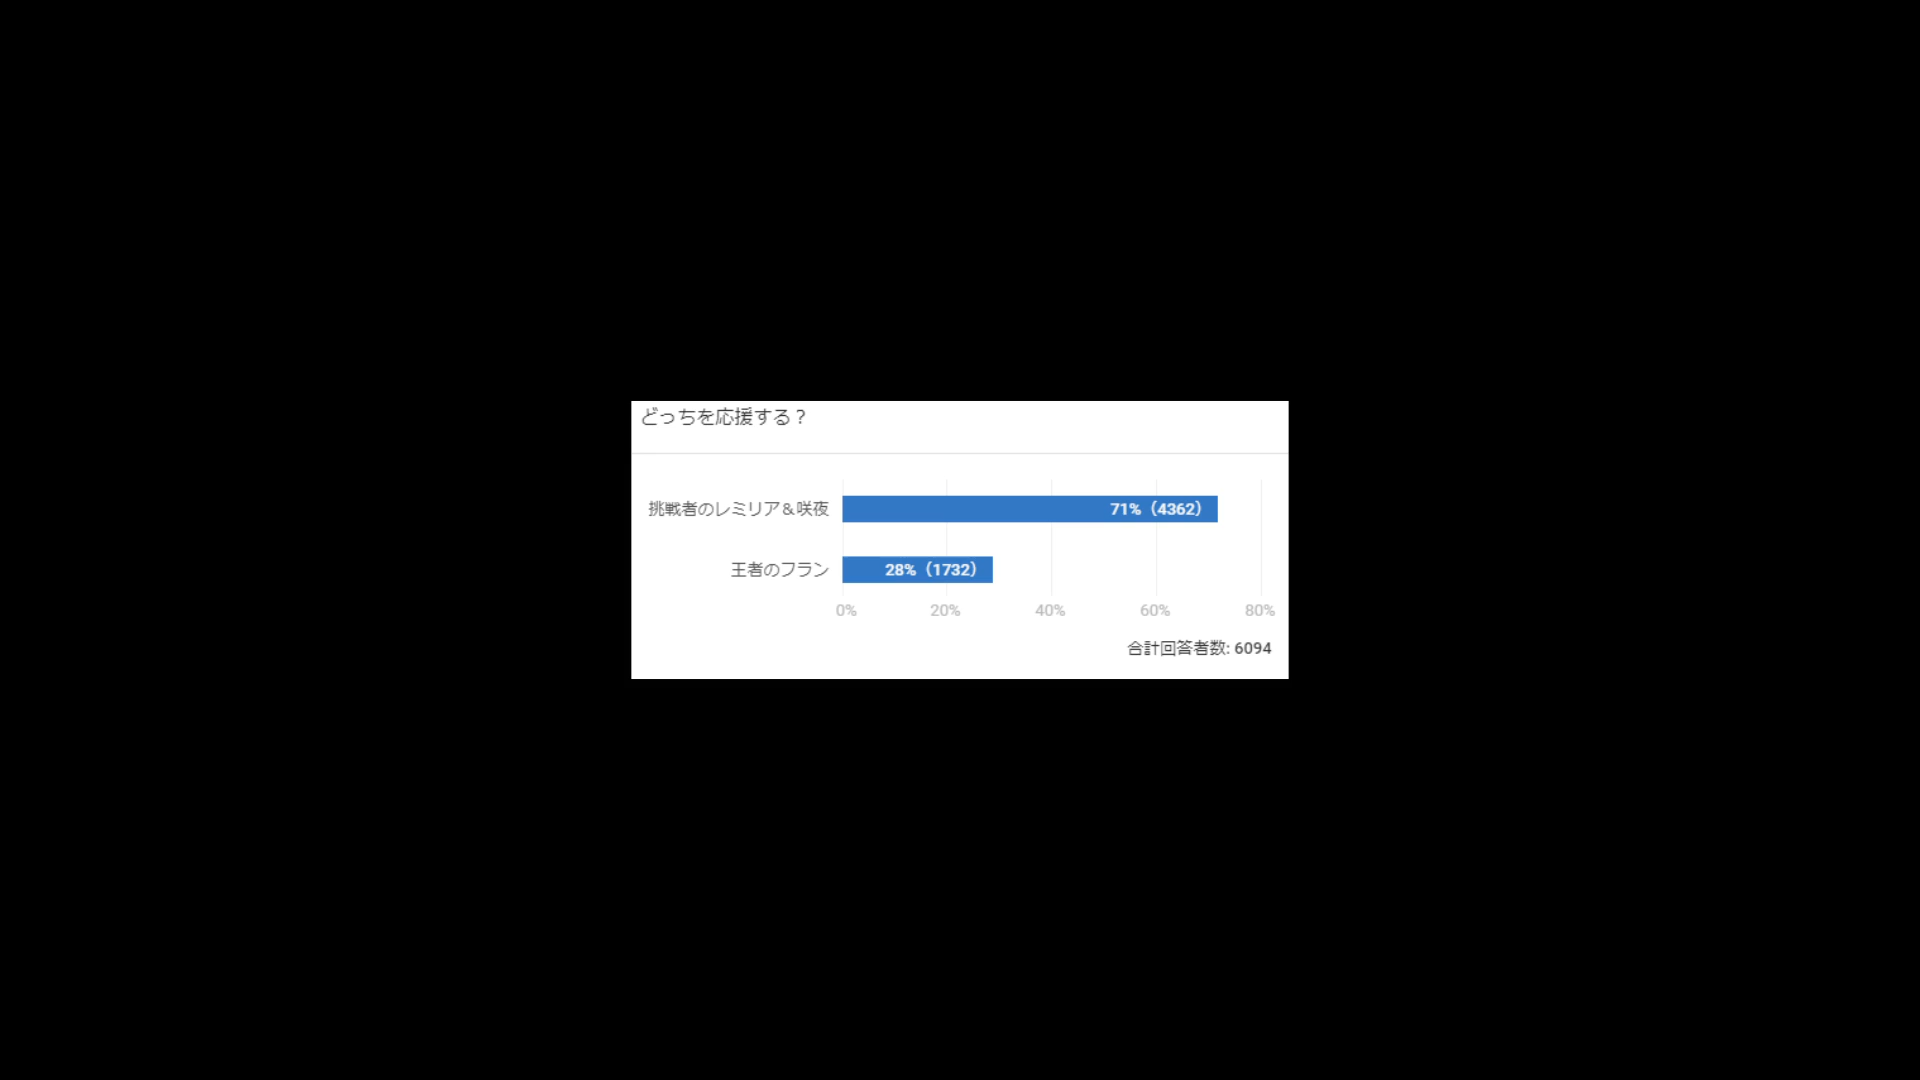 どっちを応援する？
挑戦者のレミリア＆咲夜 71%（4362）
王者のフラン 28%（1732）
0% 20% 40% 60% 80%
合計回答者数: 6094